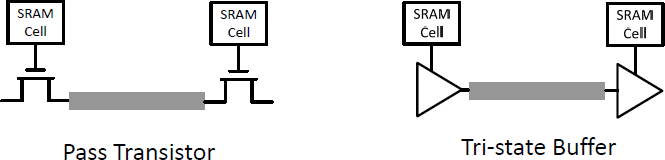 SRAM
Cell
SRAM
Cell
SRAM
Cell
SRAM
Cell
Pass Transistor
Tri-state Buffer